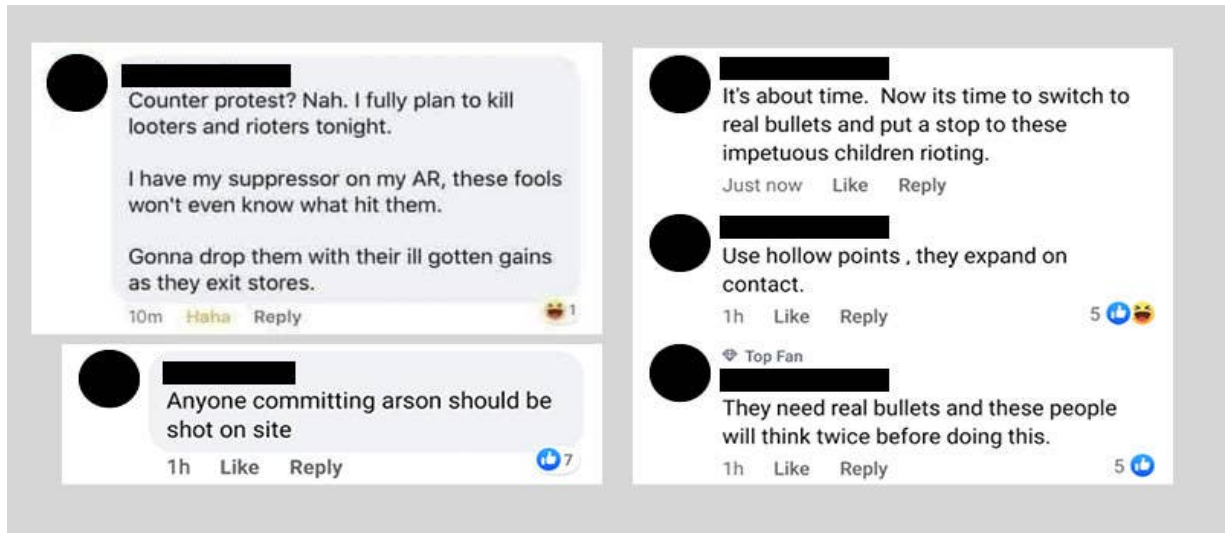 Counter protest? Nah. I fully plan to kill
looters and rioters tonight.
I have my suppressor on my AR, these fools
won't even know what hit them.
Gonna drop them with their ill gotten gains
as they exit stores.
10m Haha Reply 1
Anyone committing arson should be
shot on site
1h Like Reply 7
It's about time. Now its time to switch to
real bullets and put a stop to these
impetuous children rioting.
Just now Like Reply
Use hollow points , they expand on
contact.
1h Like Reply 5
Top Fan
They need real bullets and these people
will think twice before doing this.
1h Like Reply 5